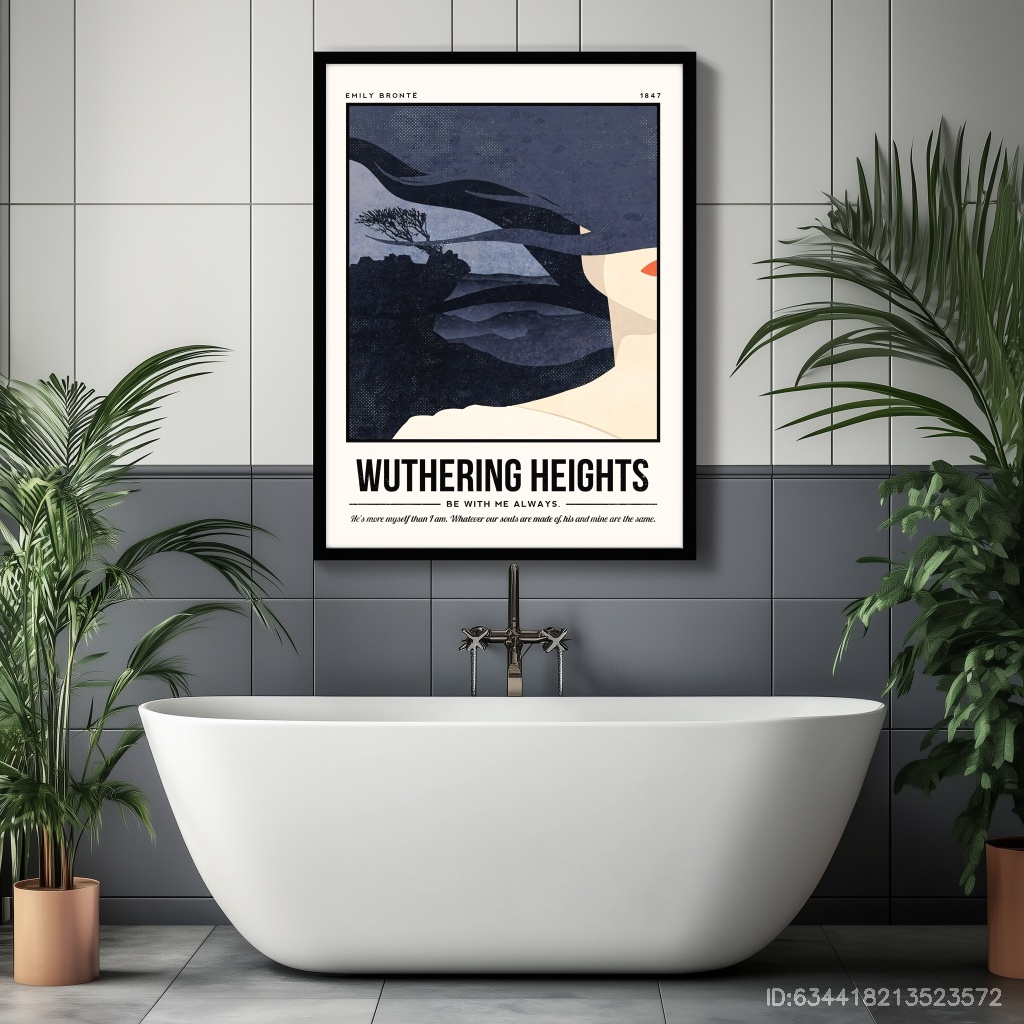 EMILY BRONTË
1847
WUTHERING HEIGHTS
BE WITH ME ALWAYS.
He's more myself than I am. Whatever our souls are made of, his and mine are the same.
ID:634418213523572